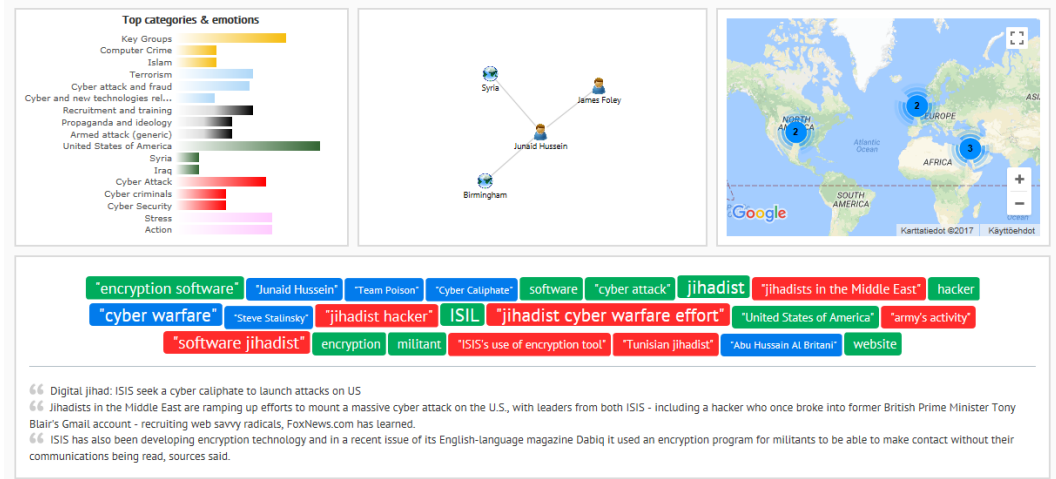 Top categories & emotions
Key Groups
Computer Crime
Islam
Terrorism
Cyber attack and fraud
Cyber and new technologies rel...
Recruitment and training
Propaganda and ideology
Armed attack (generic)
United States of America
Syria
Iraq
Cyber Attack
Cyber criminals
Cyber Security
Stress
Action
Syria
James Foley
Junaid Hussein
Birmingham
NORTH AMERICA
2
Atlantic Ocean
2
EUROPE
ASI
3
AFRICA
SOUTH AMERICA
Ocean
+
−
Google
Karttatiedot ©2017 Käyttöehdot
"encryption software" "Junaid Hussein" "Team Poison" "Cyber Caliphate" software "cyber attack" jihadist "jihadists in the Middle East" hacker
"cyber warfare" "Steve Stalinsky" "jihadist hacker" ISIL "jihadist cyber warfare effort" "United States of America" "army's activity"
"software jihadist" encryption militant "ISIS's use of encryption tool" "Tunisian jihadist" "Abu Hussain Al Britani" website
“ Digital jihad: ISIS seek a cyber caliphate to launch attacks on US
“ Jihadists in the Middle East are ramping up efforts to mount a massive cyber attack on the U.S., with leaders from both ISIS - including a hacker who once broke into former British Prime Minister Tony
Blair's Gmail account - recruiting web savvy radicals, FoxNews.com has learned.
“ ISIS has also been developing encryption technology and in a recent issue of its English-language magazine Dabiq it used an encryption program for militants to be able to make contact without their
communications being read, sources said.